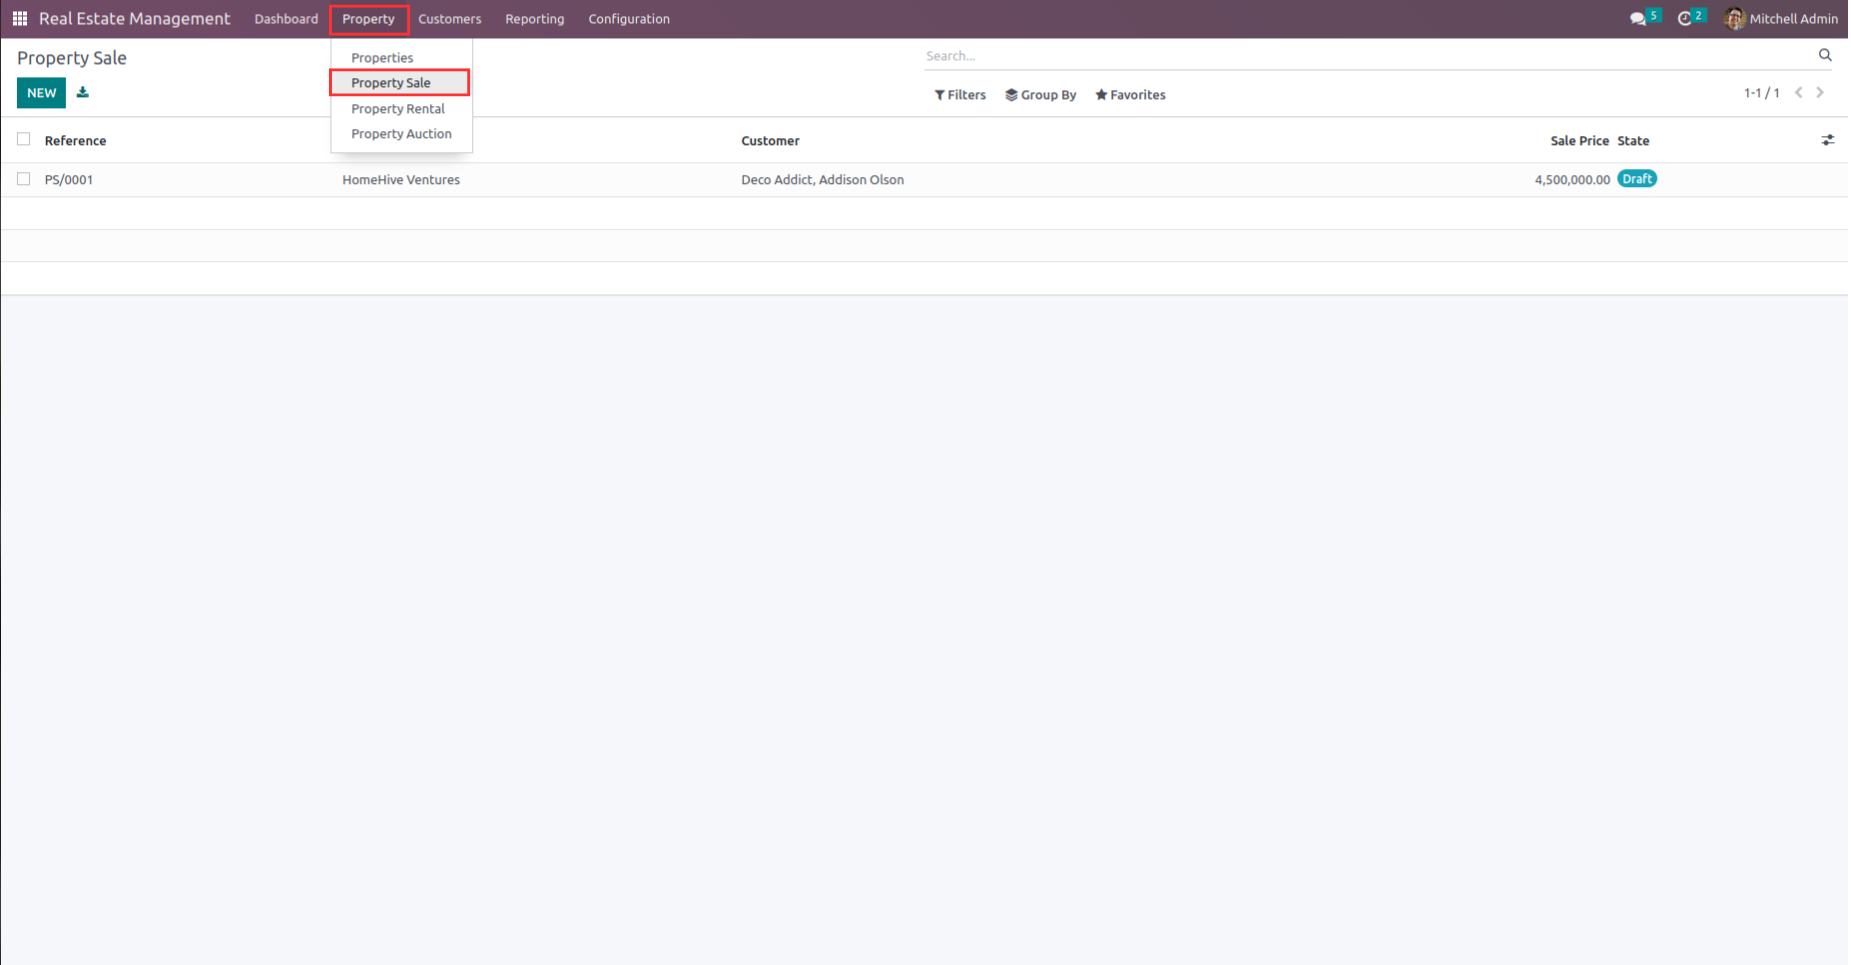 Real Estate Management Dashboard Property Customers Reporting Configuration 5 2 Mitchell Admin
Property Sale
Properties
Search...
Property Sale
NEW
Filters Group By Favorites
1-1 / 1
Property Rental
Property Auction
Reference Customer Sale Price State
PS/0001 HomeHive Ventures Deco Addict, Addison Olson 4,500,000.00 Draft